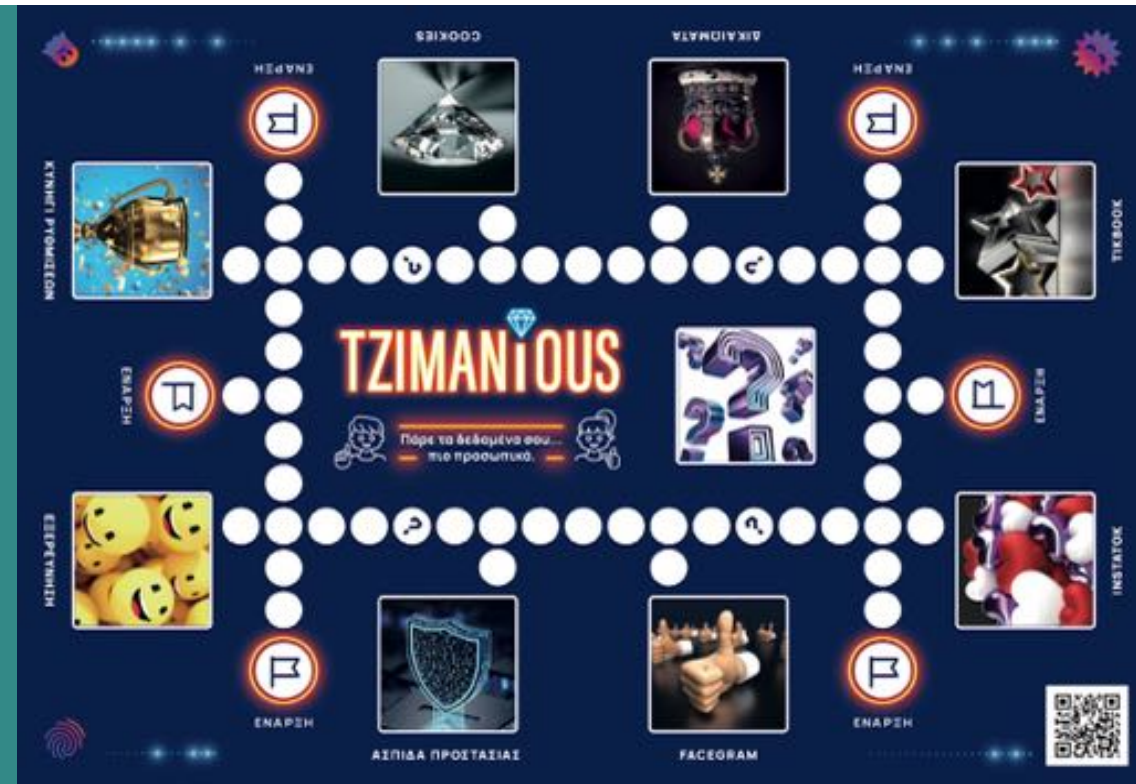 COOKIES
ΔΙΚΑΙΩΜΑΤΑ
ΕΝΑΡΞΗ
ΕΝΑΡΞΗ
ΚΥΝΗΓΙ ΡΥΘΜΙΣΕΩΝ
TIKBOOK
?
?
TZIMANiOUS
Πάρε τα δεδομένα σου...
πιο προσωπικά.
ΕΝΑΡΞΗ
ΕΝΑΡΞΗ
?
?
ΕΞΕΡΕΥΝΗΣΗ
INSTATOK
ΕΝΑΡΞΗ
ΕΝΑΡΞΗ
ΑΣΠΙΔΑ ΠΡΟΣΤΑΣΙΑΣ
FACEGRAM